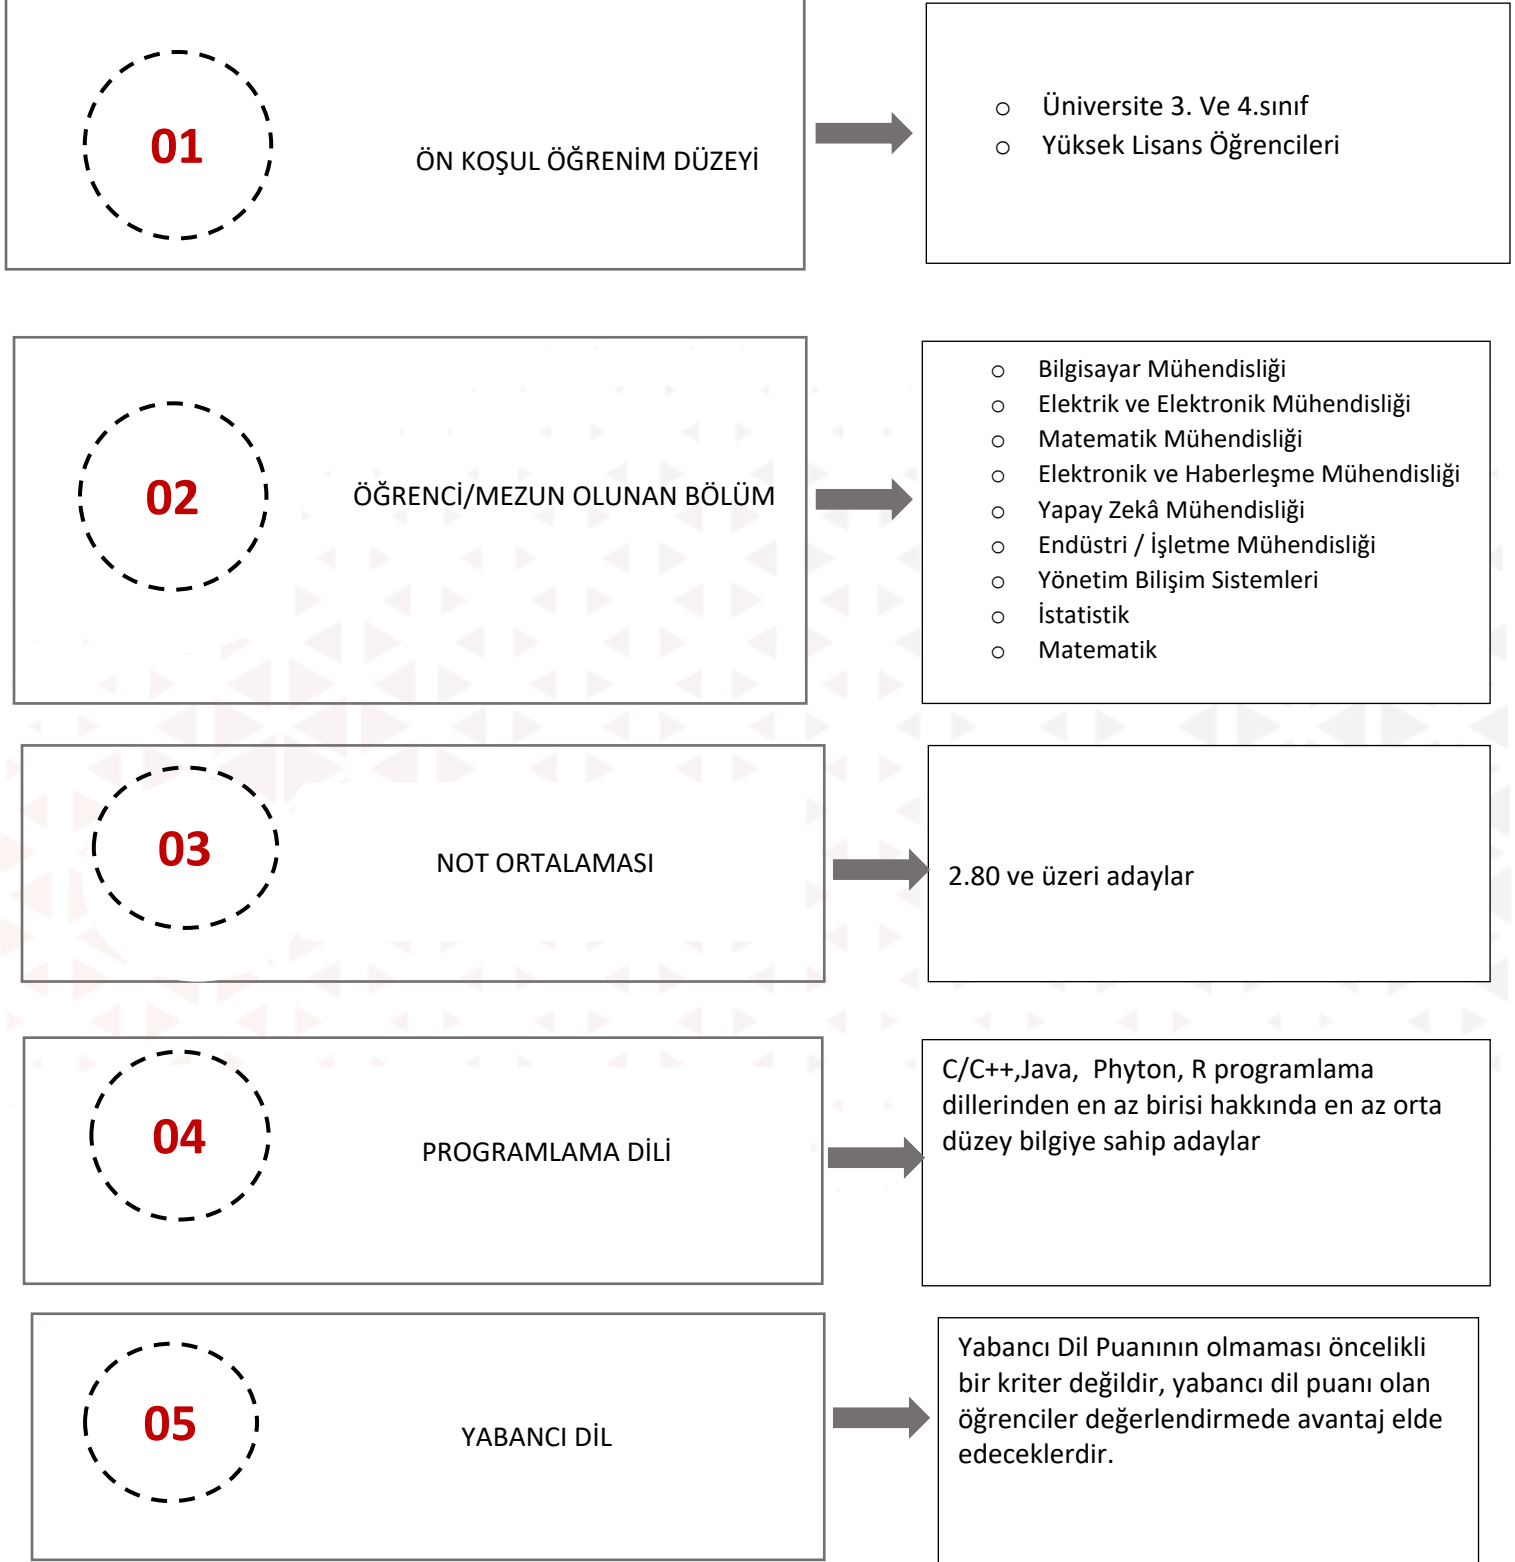 01
ÖN KOŞUL ÖĞRENİM DÜZEYİ
o Üniversite 3. Ve 4.sınıf
o Yüksek Lisans Öğrencileri
02
ÖĞRENCİ/MEZUN OLUNAN BÖLÜM
o Bilgisayar Mühendisliği
o Elektrik ve Elektronik Mühendisliği
o Matematik Mühendisliği
o Elektronik ve Haberleşme Mühendisliği
o Yapay Zekâ Mühendisliği
o Endüstri / İşletme Mühendisliği
o Yönetim Bilişim Sistemleri
o İstatistik
o Matematik
03
NOT ORTALAMASI
2.80 ve üzeri adaylar
04
PROGRAMLAMA DİLİ
C/C++,Java, Phyton, R programlama
dillerinden en az birisi hakkında en az orta
düzey bilgiye sahip adaylar
05
YABANCI DİL
Yabancı Dil Puanının olmaması öncelikli
bir kriter değildir, yabancı dil puanı olan
öğrenciler değerlendirmede avantaj elde
edeceklerdir.